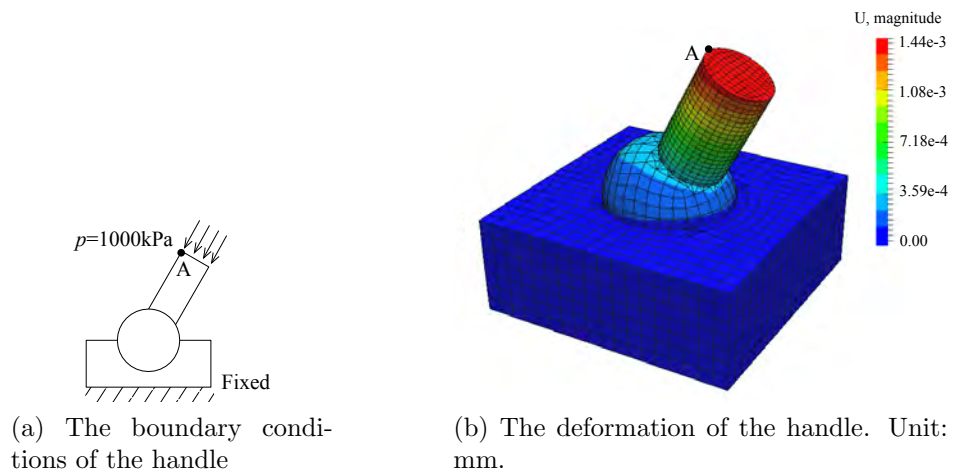 U, magnitude
1.44e-3
1.08e-3
7.18e-4
3.59e-4
0.00
A
p=1000kPa
A
Fixed
(a) The boundary condi-
tions of the handle
(b) The deformation of the handle. Unit:
mm.